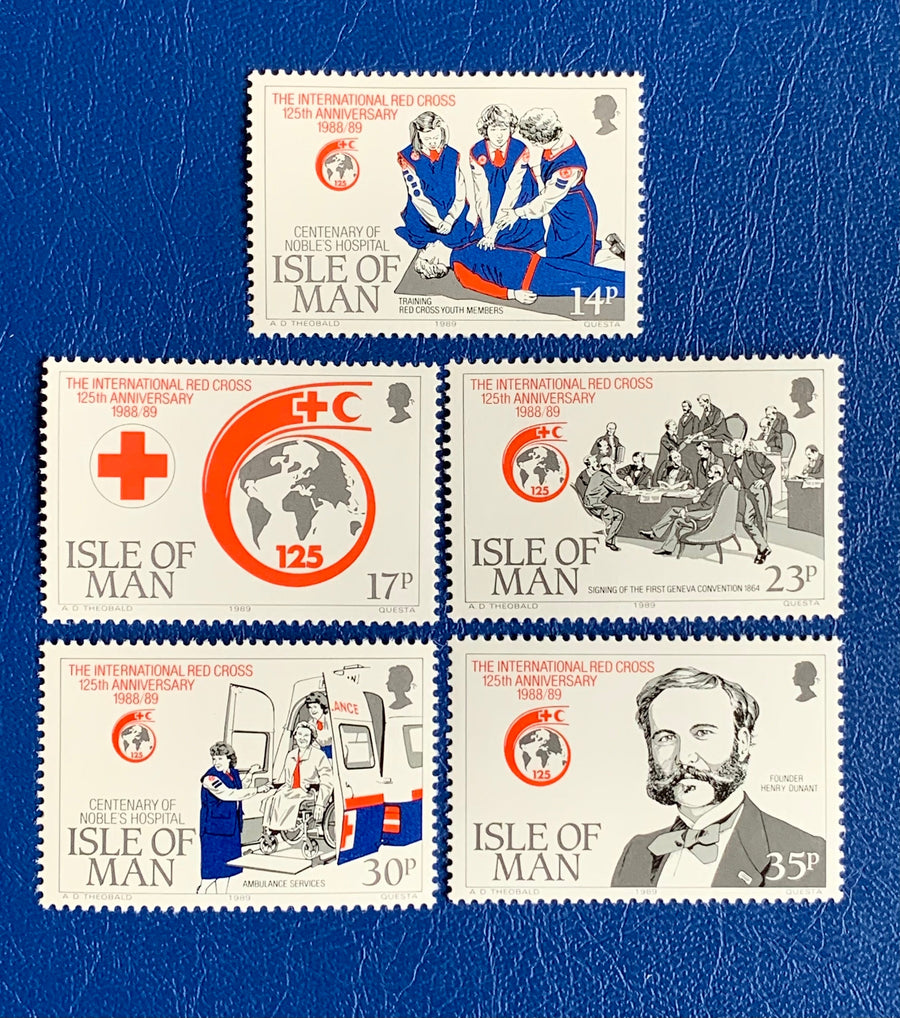 THE INTERNATIONAL RED CROSS
125th ANNIVERSARY
1988/89
125
CENTENARY OF
NOBLE'S HOSPITAL
ISLE OF
MAN
TRAINING
RED CROSS YOUTH MEMBERS
14P
A D THEOBALD 1989 QUESTA
THE INTERNATIONAL RED CROSS
125th ANNIVERSARY
1988/89
125
ISLE OF
MAN
17P
A D THEOBALD 1989 QUESTA
THE INTERNATIONAL RED CROSS
125th ANNIVERSARY
1988/89
125
ISLE OF
MAN
SIGNING OF THE FIRST GENEVA CONVENTION 1864
23P
A D THEOBALD 1989 QUESTA
THE INTERNATIONAL RED CROSS
125th ANNIVERSARY
1988/89
125
LANCE
CENTENARY OF
NOBLE'S HOSPITAL
ISLE OF
MAN
AMBULANCE SERVICES
30P
A D THEOBALD 1989 QUESTA
THE INTERNATIONAL RED CROSS
125th ANNIVERSARY
1988/89
125
FOUNDER
HENRY DUNANT
ISLE OF
MAN
35P
A D THEOBALD 1989 QUESTA